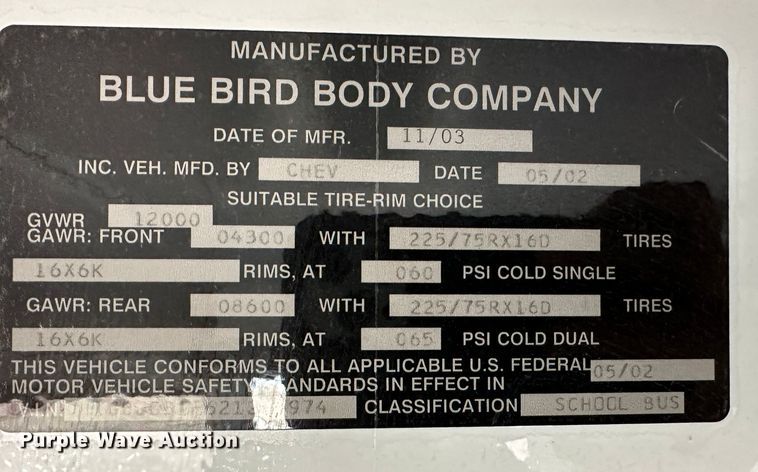 MANUFACTURED BY
BLUE BIRD BODY COMPANY
DATE OF MFR. 11/03
INC. VEH. MFD. BY CHEV DATE 05/02
SUITABLE TIRE-RIM CHOICE
GVWR 12000
GAWR: FRONT 04300 WITH 225/75RX16D TIRES
16X6K RIMS, AT 060 PSI COLD SINGLE
GAWR: REAR 08600 WITH 225/75RX16D TIRES
16X6K RIMS, AT 065 PSI COLD DUAL
THIS VEHICLE CONFORMS TO ALL APPLICABLE U.S. FEDERAL 05/02
MOTOR VEHICLE SAFETY STANDARDS IN EFFECT IN
V.I.N. CLASSIFICATION SCHOOL BUS
Purple Wave Auction